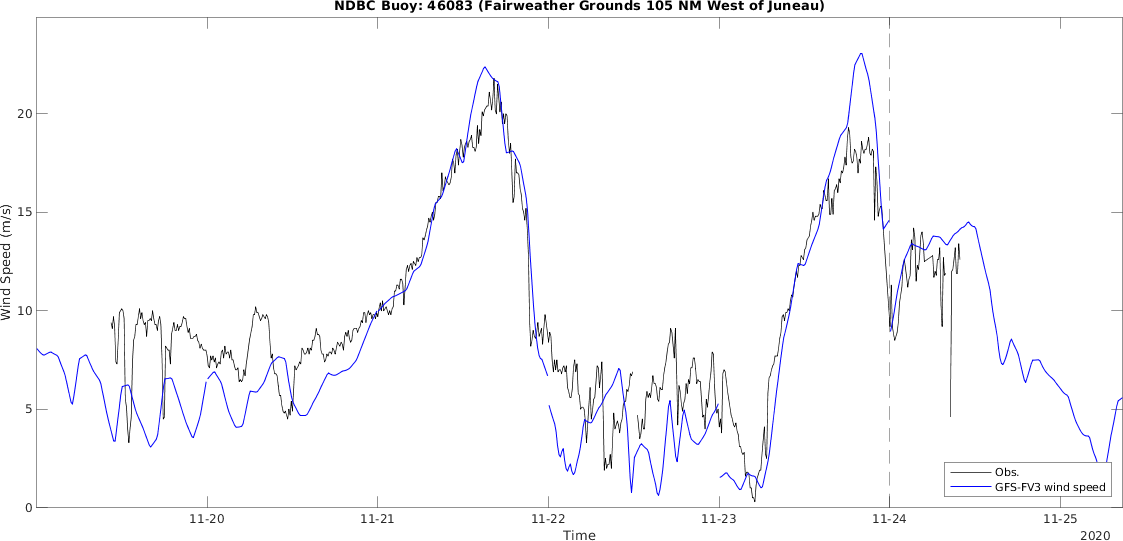 NDBC Buoy: 46083 (Fairweather Grounds 105 NM West of Juneau)
Wind Speed (m/s)
20
15
10
5
0
11-20
11-21
11-22
11-23
11-24
11-25
Time
2020
Obs.
GFS-FV3 wind speed